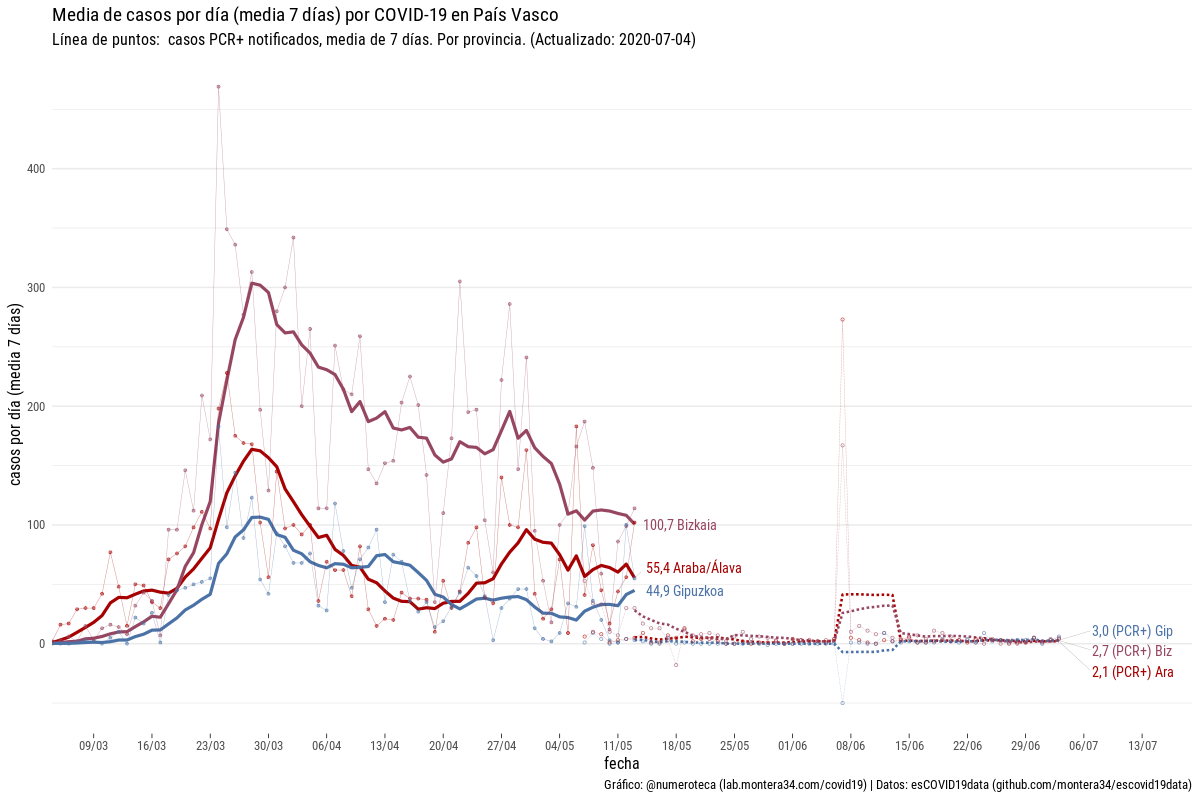 Media de casos por día (media 7 días) por COVID-19 en País Vasco
Línea de puntos:  casos PCR+ notificados, media de 7 días. Por provincia. (Actualizado: 2020-07-04)
casos por día (media 7 días)
400
300
200
100
0
100,7 Bizkaia
55,4 Araba/Álava
44,9 Gipuzkoa
3,0 (PCR+) Gip
2,7 (PCR+) Biz
2,1 (PCR+) Ara
09/03 16/03 23/03 30/03 06/04 13/04 20/04 27/04 04/05 11/05 18/05 25/05 01/06 08/06 15/06 22/06 29/06 06/07 13/07
fecha
Gráfico: @numeroteca (lab.montera34.com/covid19) | Datos: esCOVID19data (github.com/montera34/escovid19data)